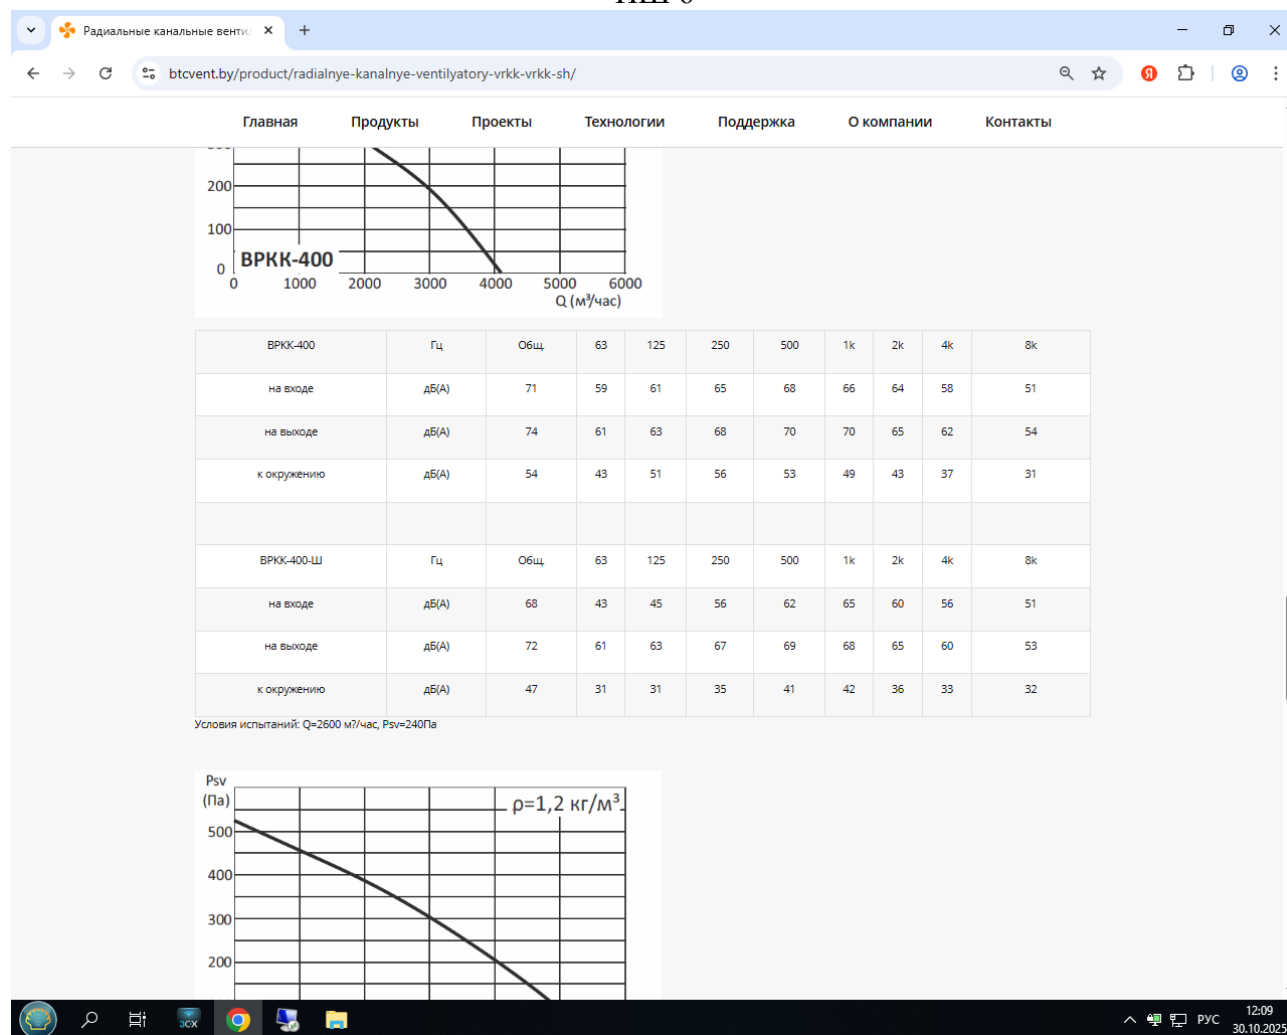 Радиальные канальные венти
btcvent.by/product/radialnye-kanalnye-ventilyatory-vrkk-vrkk-sh/
Я
Главная Продукты Проекты Технологии Поддержка О компании Контакты
200
100
0
ВРКК-400
0 1000 2000 3000 4000 5000 6000
Q (м³/час)
ВРКК-400 Гц Общ. 63 125 250 500 1k 2k 4k 8k
на входе дБ(А) 71 59 61 65 68 66 64 58 51
на выходе дБ(А) 74 61 63 68 70 70 65 62 54
к окружению дБ(А) 54 43 51 56 53 49 43 37 31
ВРКК-400-Ш Гц Общ. 63 125 250 500 1k 2k 4k 8k
на входе дБ(А) 68 43 45 56 62 65 60 56 51
на выходе дБ(А) 72 61 63 67 69 68 65 60 53
к окружению дБ(А) 47 31 31 35 41 42 36 33 32
Условия испытаний: Q=2600 м?/час, Psv=240Па
Psv
(Па)
ρ=1,2 кг/м³
500
400
300
200
3CX
РУС
12:09
30.10.2025